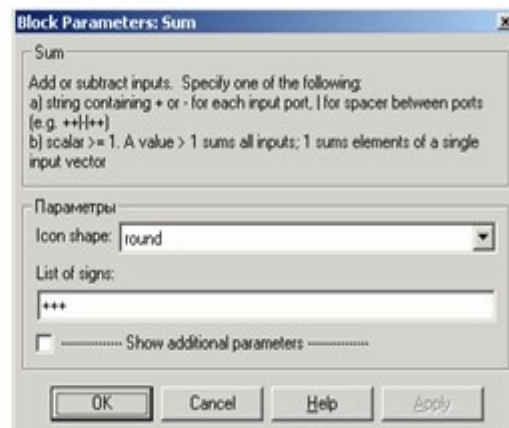 Block Parameters: Sum
Sum
Add or subtract inputs. Specify one of the following:
a) string containing + or - for each input port, | for spacer between ports
(e.g. ++|-|++)
b) scalar >= 1. A value > 1 sums all inputs; 1 sums elements of a single
input vector
Параметры
Icon shape: round
List of signs:
+++
-------------- Show additional parameters --------------
OK Cancel Help Apply